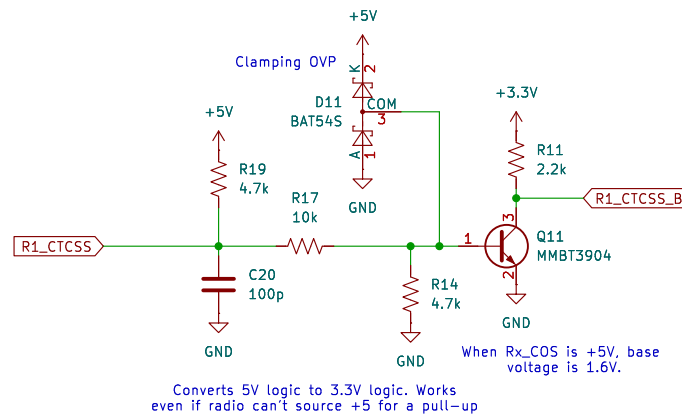 +5V
Clamping OVP
K
2
D11
COM
BAT54S
3
A
1
GND
+5V
R19
4.7k
R17
10k
+3.3V
R11
2.2k
R1_CTCSS_B
R1_CTCSS
1
3
Q11
MMBT3904
2
C20
100p
R14
4.7k
GND
GND
GND
When Rx_COS is +5V, base
voltage is 1.6V.
Converts 5V logic to 3.3V logic. Works
even if radio can't source +5 for a pull-up